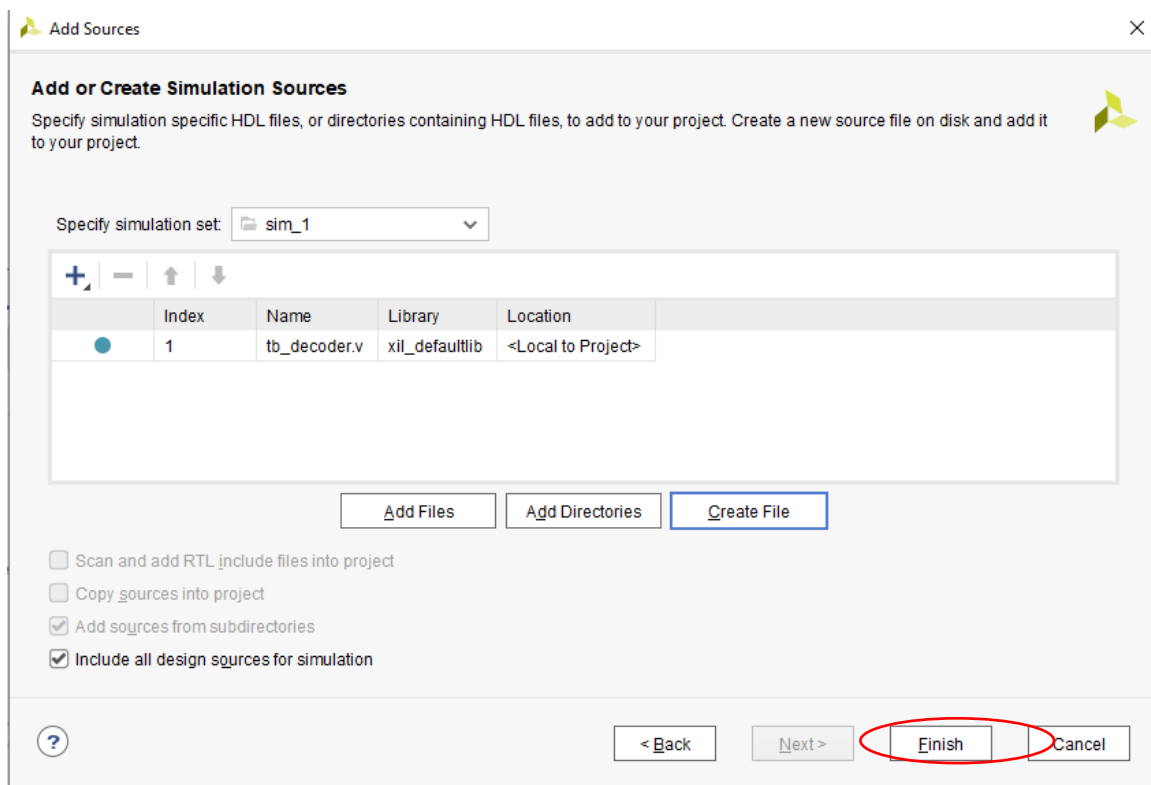 Add Sources
Add or Create Simulation Sources
Specify simulation specific HDL files, or directories containing HDL files, to add to your project. Create a new source file on disk and add it
to your project.
Specify simulation set: sim_1
Index Name Library Location
1 tb_decoder.v xil_defaultlib <Local to Project>
Add Files Add Directories Create File
Scan and add RTL include files into project
Copy sources into project
Add sources from subdirectories
Include all design sources for simulation
? < Back Next > Finish Cancel